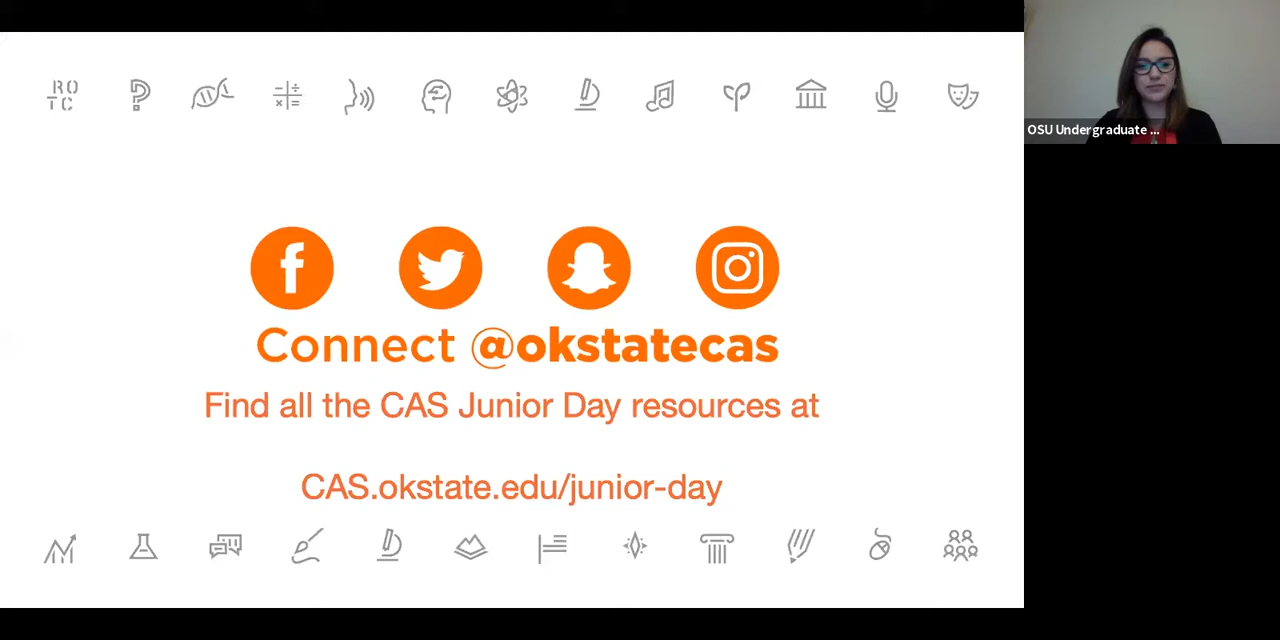 RO
TC
Connect @okstatecas
Find all the CAS Junior Day resources at
CAS.okstate.edu/junior-day
OSU Undergraduate ...